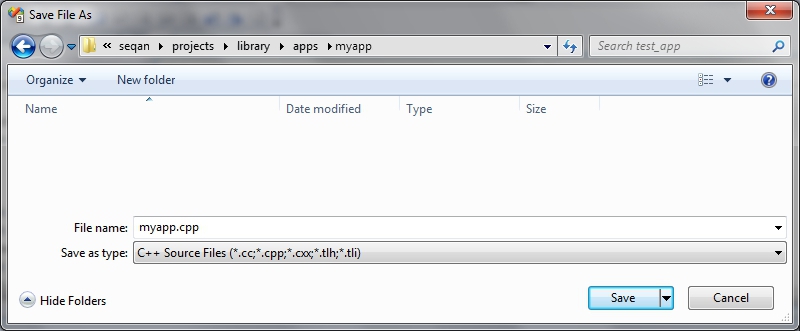 Save File As
« seqan projects library apps myapp
Search test_app
Organize New folder
Name Date modified Type Size
File name: myapp.cpp
Save as type: C++ Source Files (*.cc;*.cpp;*.cxx;*.tlh;*.tli)
Hide Folders Save Cancel